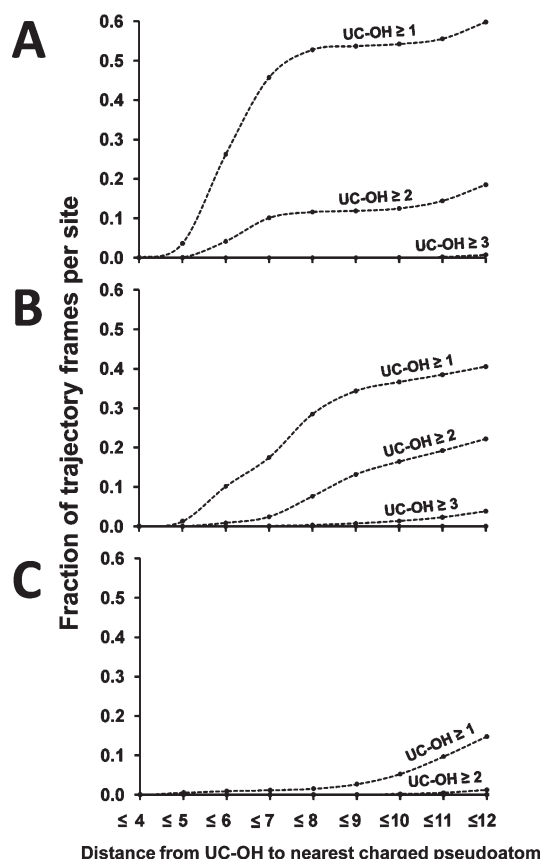 A
0.6
0.5
0.4
0.3
0.2
0.1
0.0
UC-OH ≥ 1
UC-OH ≥ 2
UC-OH ≥ 3
B
0.6
0.5
0.4
0.3
0.2
0.1
0.0
UC-OH ≥ 1
UC-OH ≥ 2
UC-OH ≥ 3
Fraction of trajectory frames per site
C
0.6
0.5
0.4
0.3
0.2
0.1
0.0
UC-OH ≥ 1
UC-OH ≥ 2
≤ 4 ≤ 5 ≤ 6 ≤ 7 ≤ 8 ≤9 ≤10 ≤11 ≤12
Distance from UC-OH to nearest charged pseudoatom